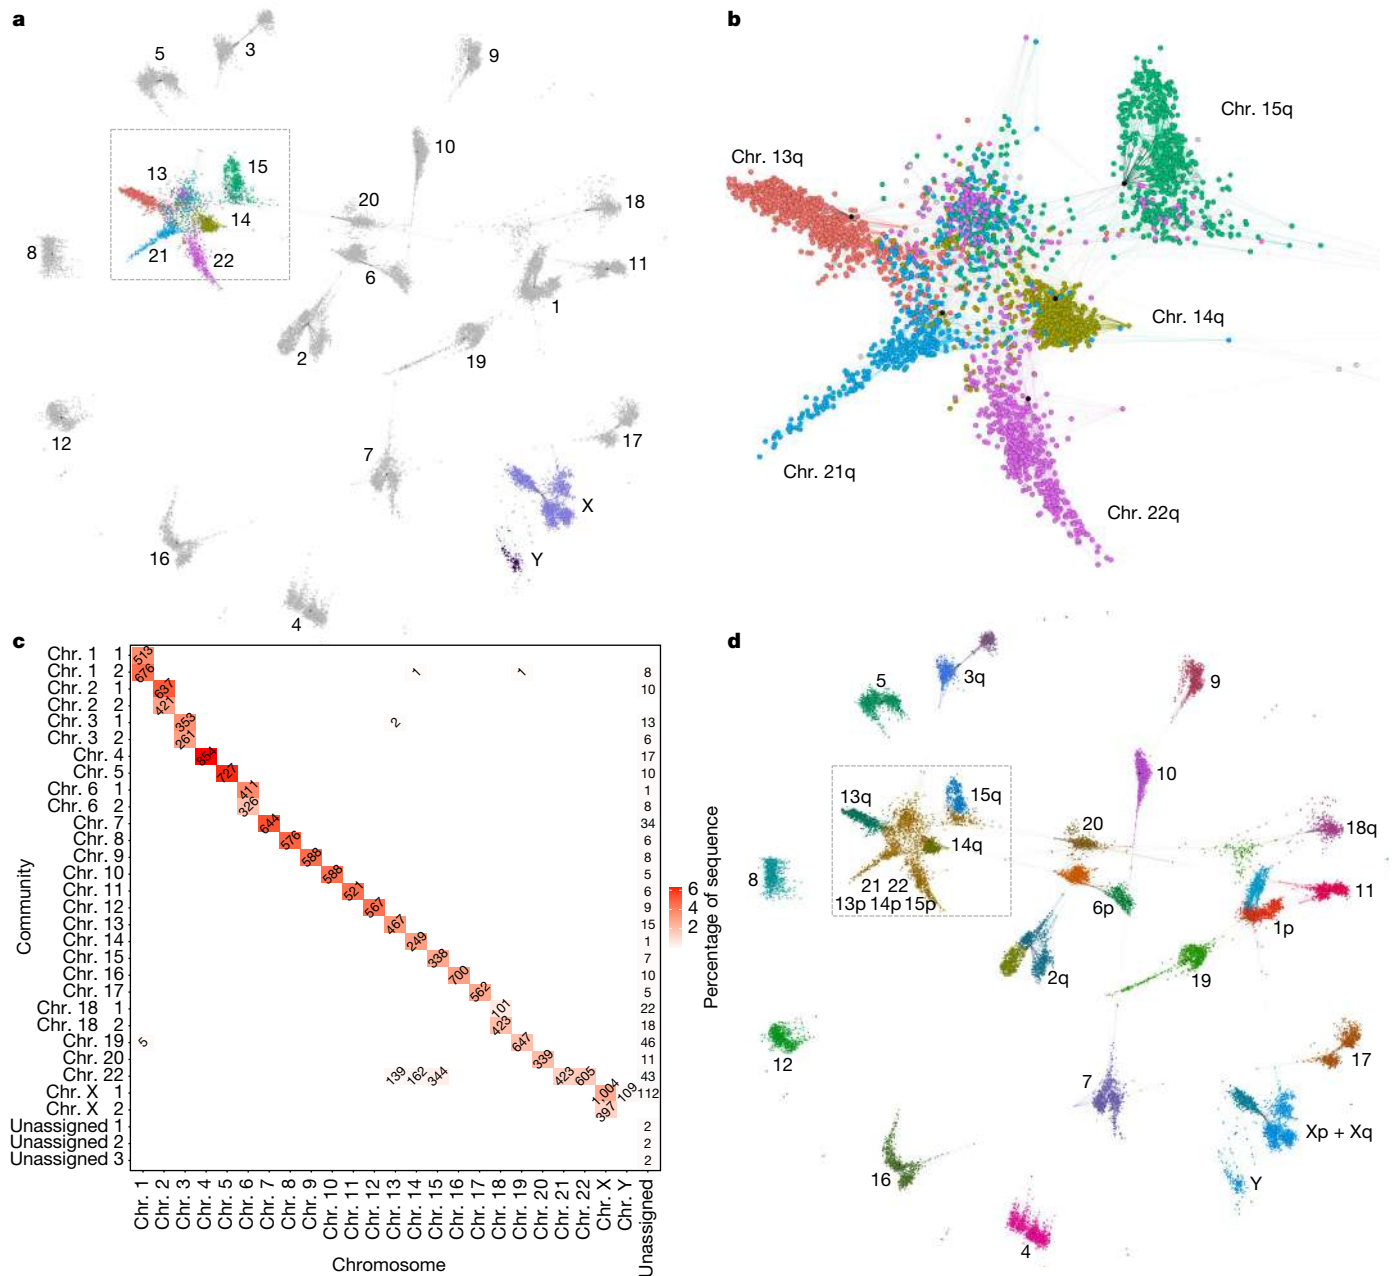 a
3
5
9
10
13
15
20
18
14
8
21
22
6
11
1
2
19
12
7
17
X
16
Y
4
b
Chr. 15q
Chr. 13q
Chr. 14q
Chr. 21q
Chr. 22q
c
Community
Chr. 1 1 513
Chr. 1 2 676 1 1 8
Chr. 2 1 637 10
Chr. 2 2 421
Chr. 3 1 353 2 13
Chr. 3 2 261 6
Chr. 4 854 17
Chr. 5 727 10
Chr. 6 1 411 1
Chr. 6 2 326 8
Chr. 7 644 34
Chr. 8 576 6
Chr. 9 588 8
Chr. 10 588 5
Chr. 11 521 6
Chr. 12 567 9
Chr. 13 467 15
Chr. 14 249 1
Chr. 15 338 7
Chr. 16 700 10
Chr. 17 562 5
Chr. 18 1 101 22
Chr. 18 2 423 18
Chr. 19 5 647 46
Chr. 20 339 11
Chr. 22 139 162 344 423 605 43
Chr. X 1 1,004 109 112
Chr. X 2 397
Unassigned 1 2
Unassigned 2 2
Unassigned 3 2
Chr. 1
Chr. 2
Chr. 3
Chr. 4
Chr. 5
Chr. 6
Chr. 7
Chr. 8
Chr. 9
Chr. 10
Chr. 11
Chr. 12
Chr. 13
Chr. 14
Chr. 15
Chr. 16
Chr. 17
Chr. 18
Chr. 19
Chr. 20
Chr. 21
Chr. 22
Chr. X
Chr. Y
Unassigned
Chromosome
6
4
2
Percentage of sequence
d
3q
5
9
10
13q
15q
20
18q
14q
8
21 22
13p 14p 15p
6p
11
1p
2q
19
12
7
17
Xp + Xq
16
Y
4